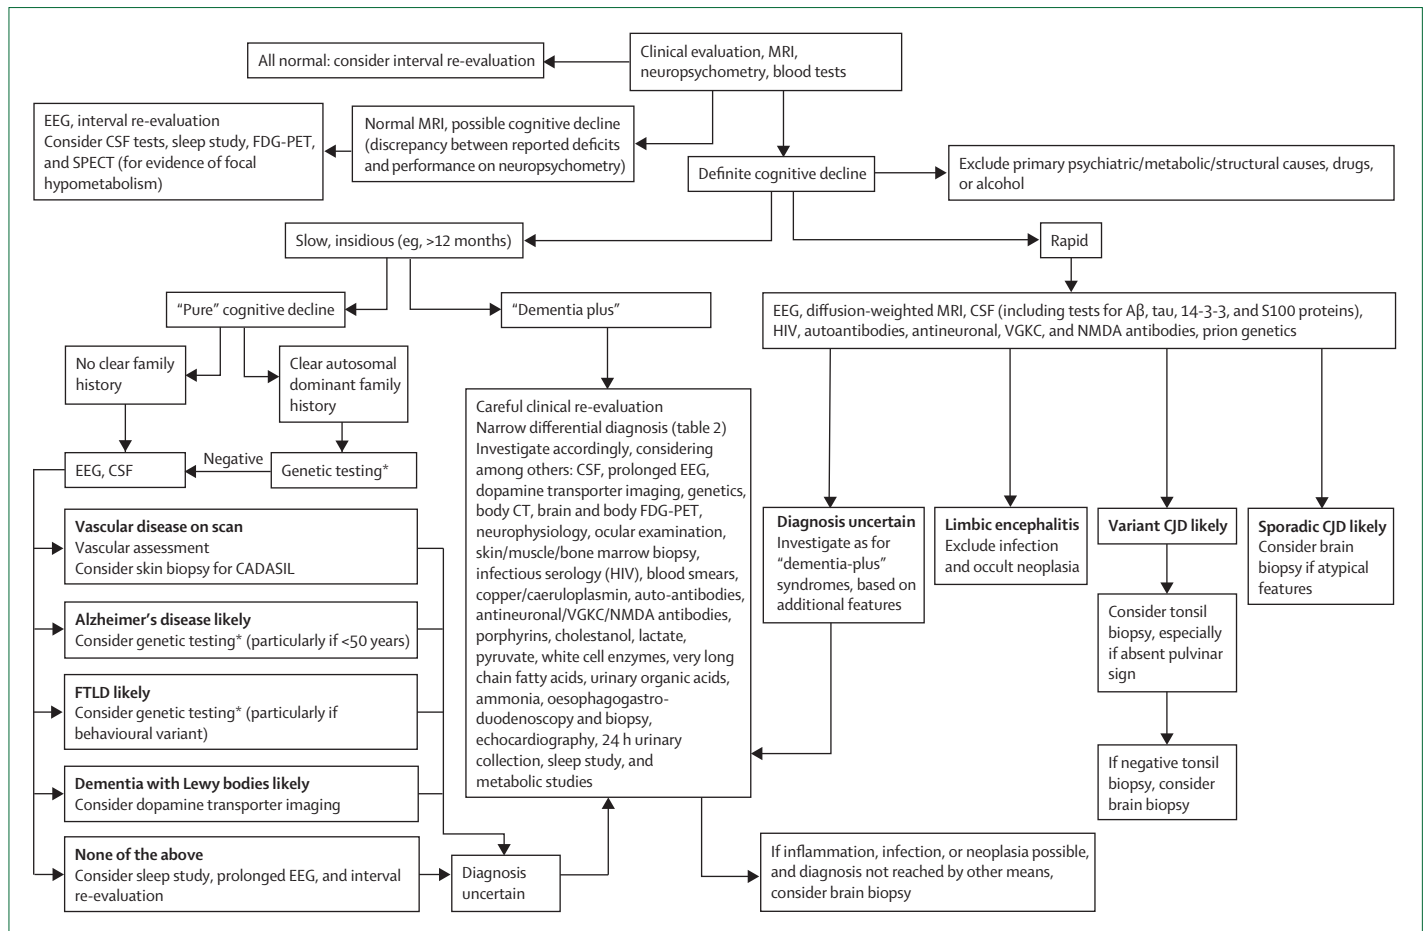 All normal: consider interval re-evaluation
Clinical evaluation, MRI,
neuropsychometry, blood tests
EEG, interval re-evaluation
Consider CSF tests, sleep study, FDG-PET,
and SPECT (for evidence of focal
hypometabolism)
Normal MRI, possible cognitive decline
(discrepancy between reported deficits
and performance on neuropsychometry)
Definite cognitive decline
Exclude primary psychiatric/metabolic/structural causes, drugs,
or alcohol
Slow, insidious (eg, >12 months)
Rapid
“Pure” cognitive decline
“Dementia plus”
EEG, diffusion-weighted MRI, CSF (including tests for Aβ, tau, 14-3-3, and S100 proteins),
HIV, autoantibodies, antineuronal, VGKC, and NMDA antibodies, prion genetics
No clear family
history
Clear autosomal
dominant family
history
EEG, CSF
Negative
Genetic testing*
Careful clinical re-evaluation
Narrow differential diagnosis (table 2)
Investigate accordingly, considering
among others: CSF, prolonged EEG,
dopamine transporter imaging, genetics,
body CT, brain and body FDG-PET,
neurophysiology, ocular examination,
skin/muscle/bone marrow biopsy,
infectious serology (HIV), blood smears,
copper/caeruloplasmin, auto-antibodies,
antineuronal/VGKC/NMDA antibodies,
porphyrins, cholestanol, lactate,
pyruvate, white cell enzymes, very long
chain fatty acids, urinary organic acids,
ammonia, oesophagogastro-
duodenoscopy and biopsy,
echocardiography, 24 h urinary
collection, sleep study, and
metabolic studies
Vascular disease on scan
Vascular assessment
Consider skin biopsy for CADASIL
Alzheimer’s disease likely
Consider genetic testing* (particularly if <50 years)
FTLD likely
Consider genetic testing* (particularly if
behavioural variant)
Dementia with Lewy bodies likely
Consider dopamine transporter imaging
None of the above
Consider sleep study, prolonged EEG, and interval
re-evaluation
Diagnosis
uncertain
Diagnosis uncertain
Investigate as for
“dementia-plus”
syndromes, based on
additional features
Limbic encephalitis
Exclude infection
and occult neoplasia
Variant CJD likely
Consider tonsil
biopsy, especially
if absent pulvinar
sign
If negative tonsil
biopsy, consider
brain biopsy
Sporadic CJD likely
Consider brain
biopsy if atypical
features
If inflammation, infection, or neoplasia possible,
and diagnosis not reached by other means,
consider brain biopsy